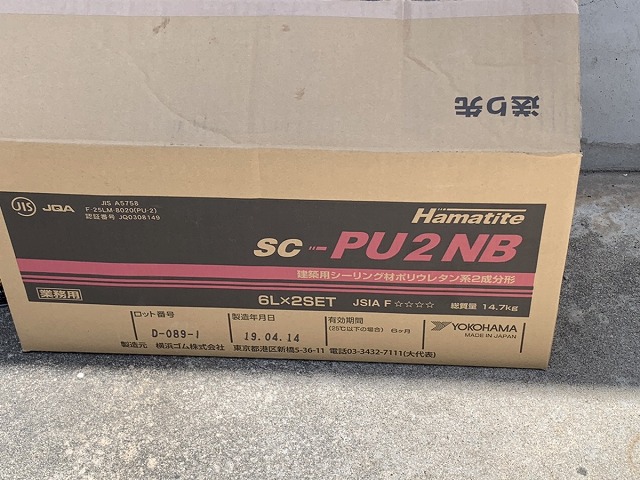 送り先
JIS
JQA
JIS A5758
F-25LM-8020(PU-2)
認証番号 JQ0308149
Hamatite
SC-PU2NB
建築用シーリング材ポリウレタン系2成分形
業務用
6L×2SET JSIA F☆☆☆☆ 総質量 14.7kg
ロット番号 製造年月日 有効期間
(25℃以下の場合) 6ヶ月
D-089-1 19.04.14
YOKOHAMA
MADE IN JAPAN
製造元 横浜ゴム株式会社 東京都港区新橋5-36-11 電話03-3432-7111(大代表)